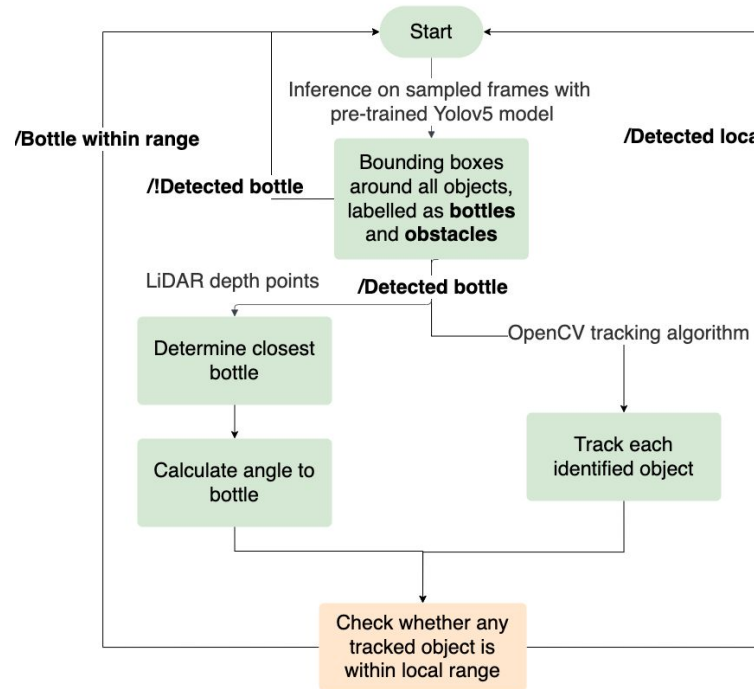 Start
Inference on sampled frames with
pre-trained Yolov5 model
/Bottle within range
/Detected loca
/!Detected bottle
Bounding boxes
around all objects,
labelled as bottles
and obstacles
LiDAR depth points
/Detected bottle
OpenCV tracking algorithm
Determine closest
bottle
Track each
identified object
Calculate angle to
bottle
Check whether any
tracked object is
within local range